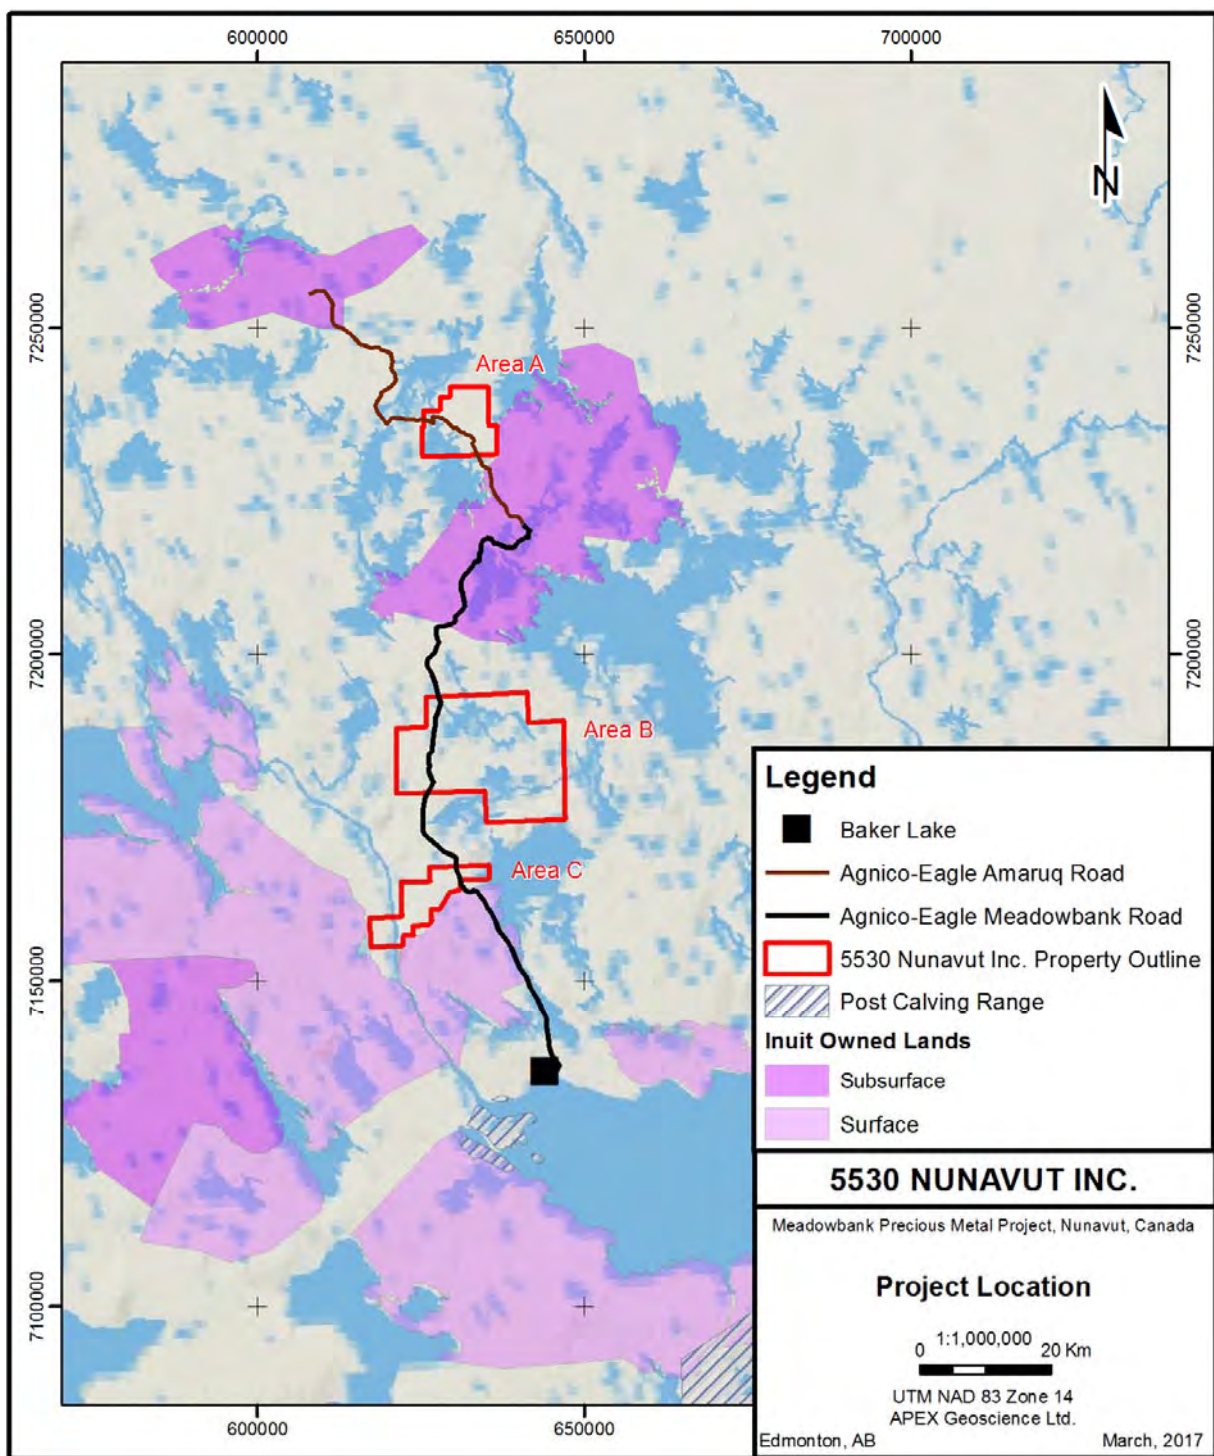 600000 650000 700000
N
7250000 7250000
Area A
7200000 7200000
Area B
Area C
7150000
7100000
600000 650000
Legend
Baker Lake
Agnico-Eagle Amaruq Road
Agnico-Eagle Meadowbank Road
5530 Nunavut Inc. Property Outline
Post Calving Range
Inuit Owned Lands
Subsurface
Surface
5530 NUNAVUT INC.
Meadowbank Precious Metal Project, Nunavut, Canada
Project Location
1:1,000,000
0 20 Km
UTM NAD 83 Zone 14
APEX Geoscience Ltd.
Edmonton, AB March, 2017